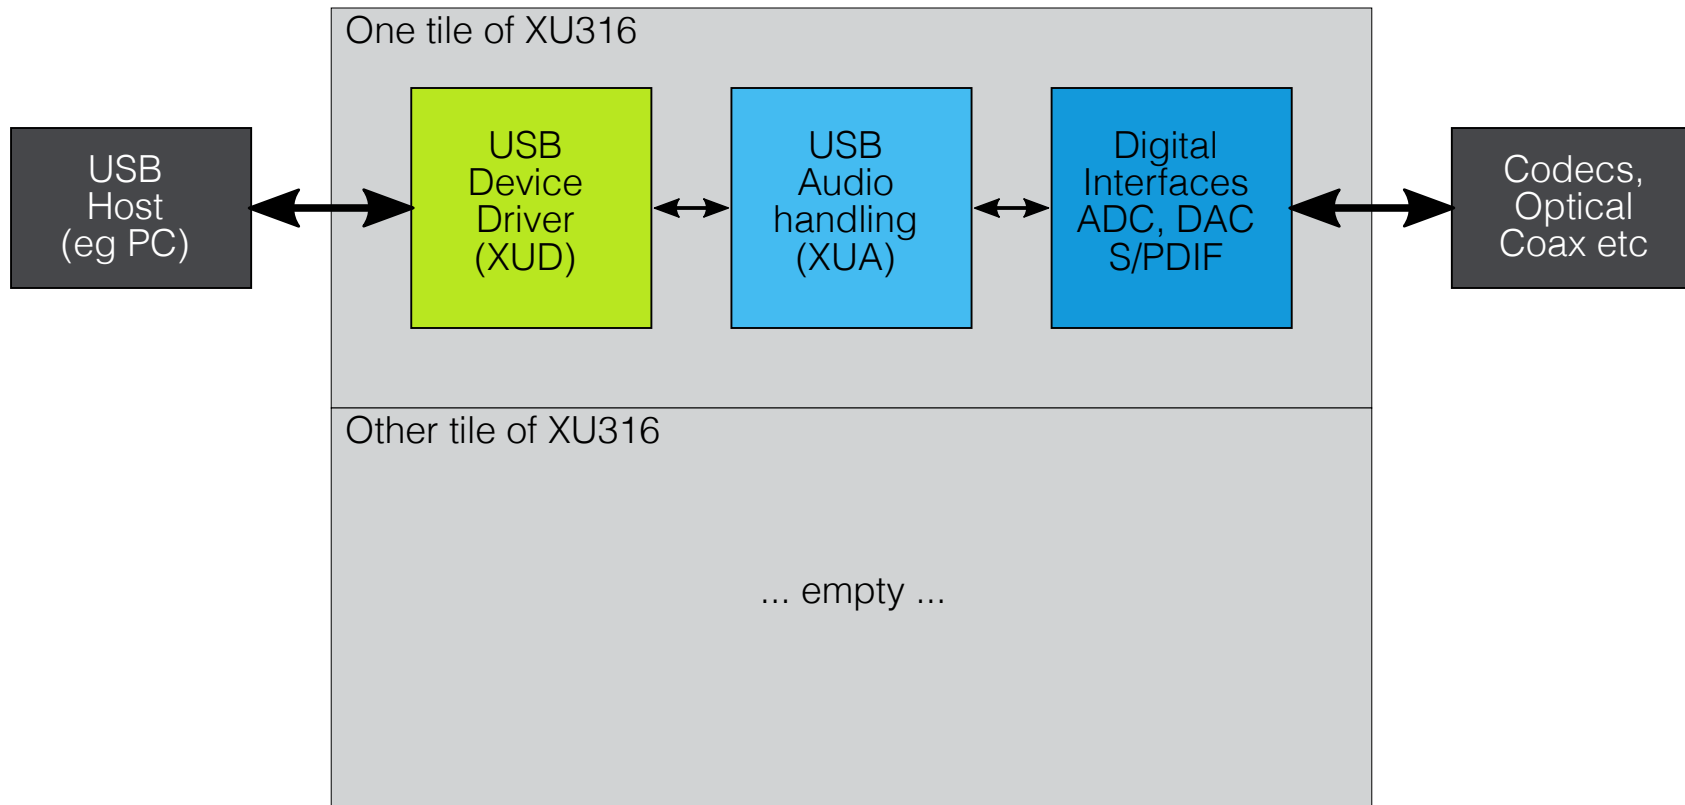 One tile of XU316
USB
Host
(eg PC)
USB
Device
Driver
(XUD)
USB
Audio
handling
(XUA)
Digital
Interfaces
ADC, DAC
S/PDIF
Codecs,
Optical
Coax etc
Other tile of XU316
... empty ...